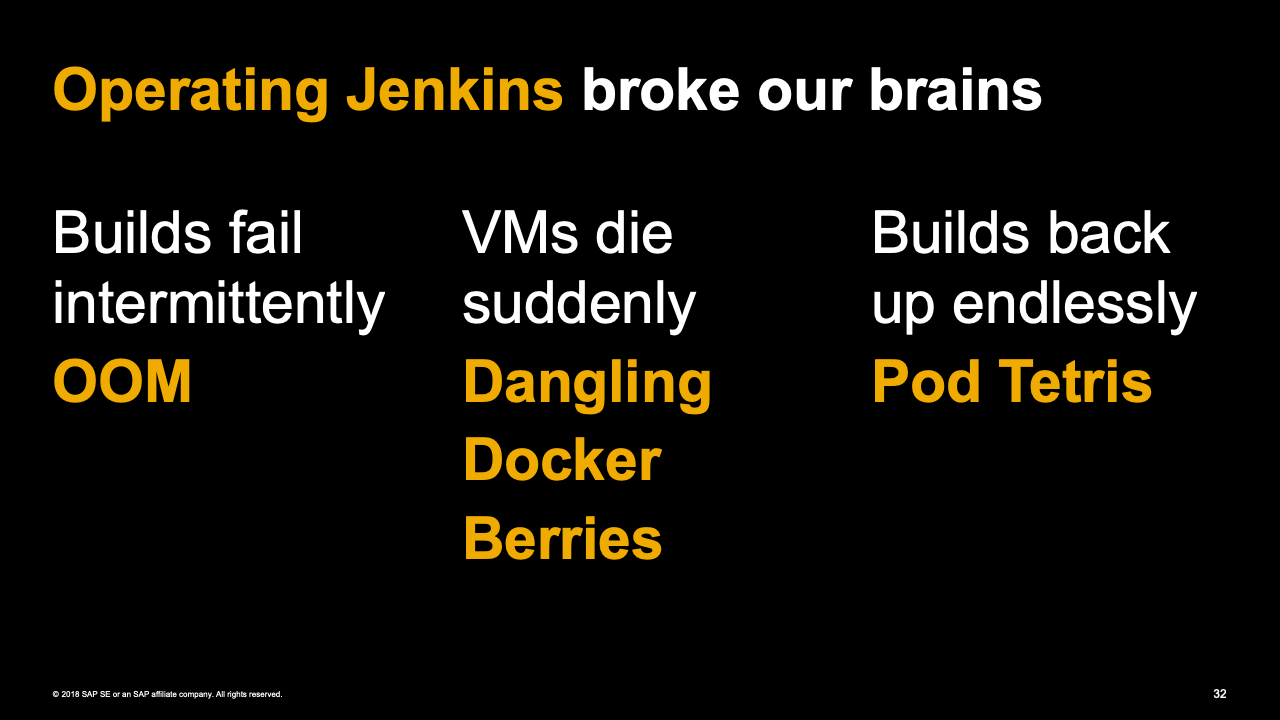 Operating Jenkins broke our brains
Builds fail
intermittently
OOM
VMs die
suddenly
Dangling
Docker
Berries
Builds back
up endlessly
Pod Tetris
© 2018 SAP SE or an SAP affiliate company. All rights reserved.
32